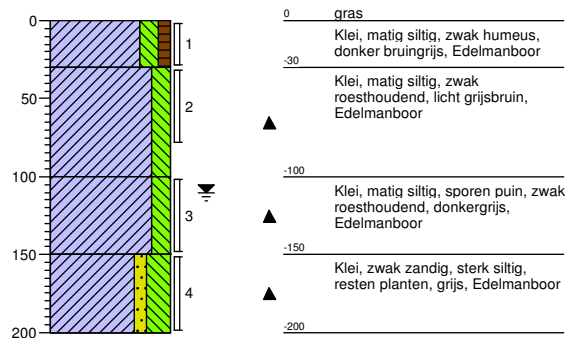 0
50
100
150
200
1
2
3
4
0
gras
Klei, matig siltig, zwak humeus,
donker bruingrijs, Edelmanboor
-30
Klei, matig siltig, zwak
roesthoudend, licht grijsbruin,
Edelmanboor
-100
Klei, matig siltig, sporen puin, zwak
roesthoudend, donkergrijs,
Edelmanboor
-150
Klei, zwak zandig, sterk siltig,
resten planten, grijs, Edelmanboor
-200